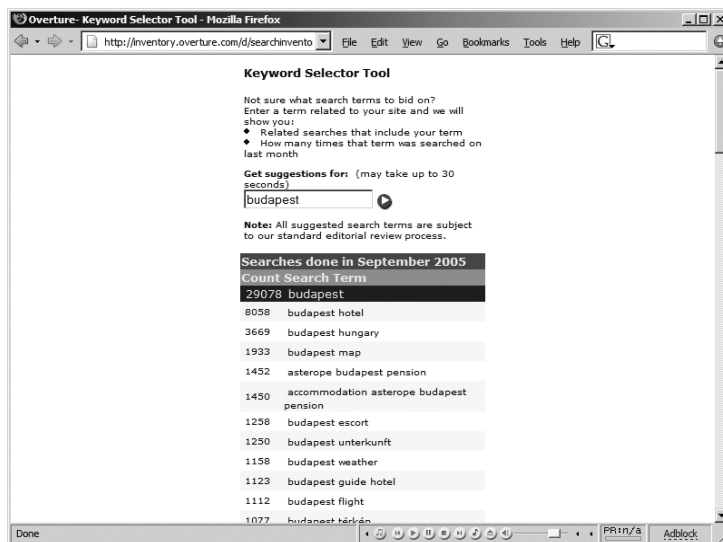 Overture- Keyword Selector Tool - Mozilla Firefox
http://inventory.overture.com/d/searchinvento
File Edit View Go Bookmarks Tools Help
G
Keyword Selector Tool
Not sure what search terms to bid on?
Enter a term related to your site and we will
show you:
Related searches that include your term
How many times that term was searched on
last month
Get suggestions for: (may take up to 30
seconds)
budapest
Note: All suggested search terms are subject
to our standard editorial review process.
Searches done in September 2005
Count Search Term
29078 budapest
8058 budapest hotel
3669 budapest hungary
1933 budapest map
1452 asterope budapest pension
1450 accommodation asterope budapest
pension
1258 budapest escort
1250 budapest unterkunft
1158 budapest weather
1123 budapest guide hotel
1112 budapest flight
1077 budapest térkép
Done
PR:n/a
Adblock